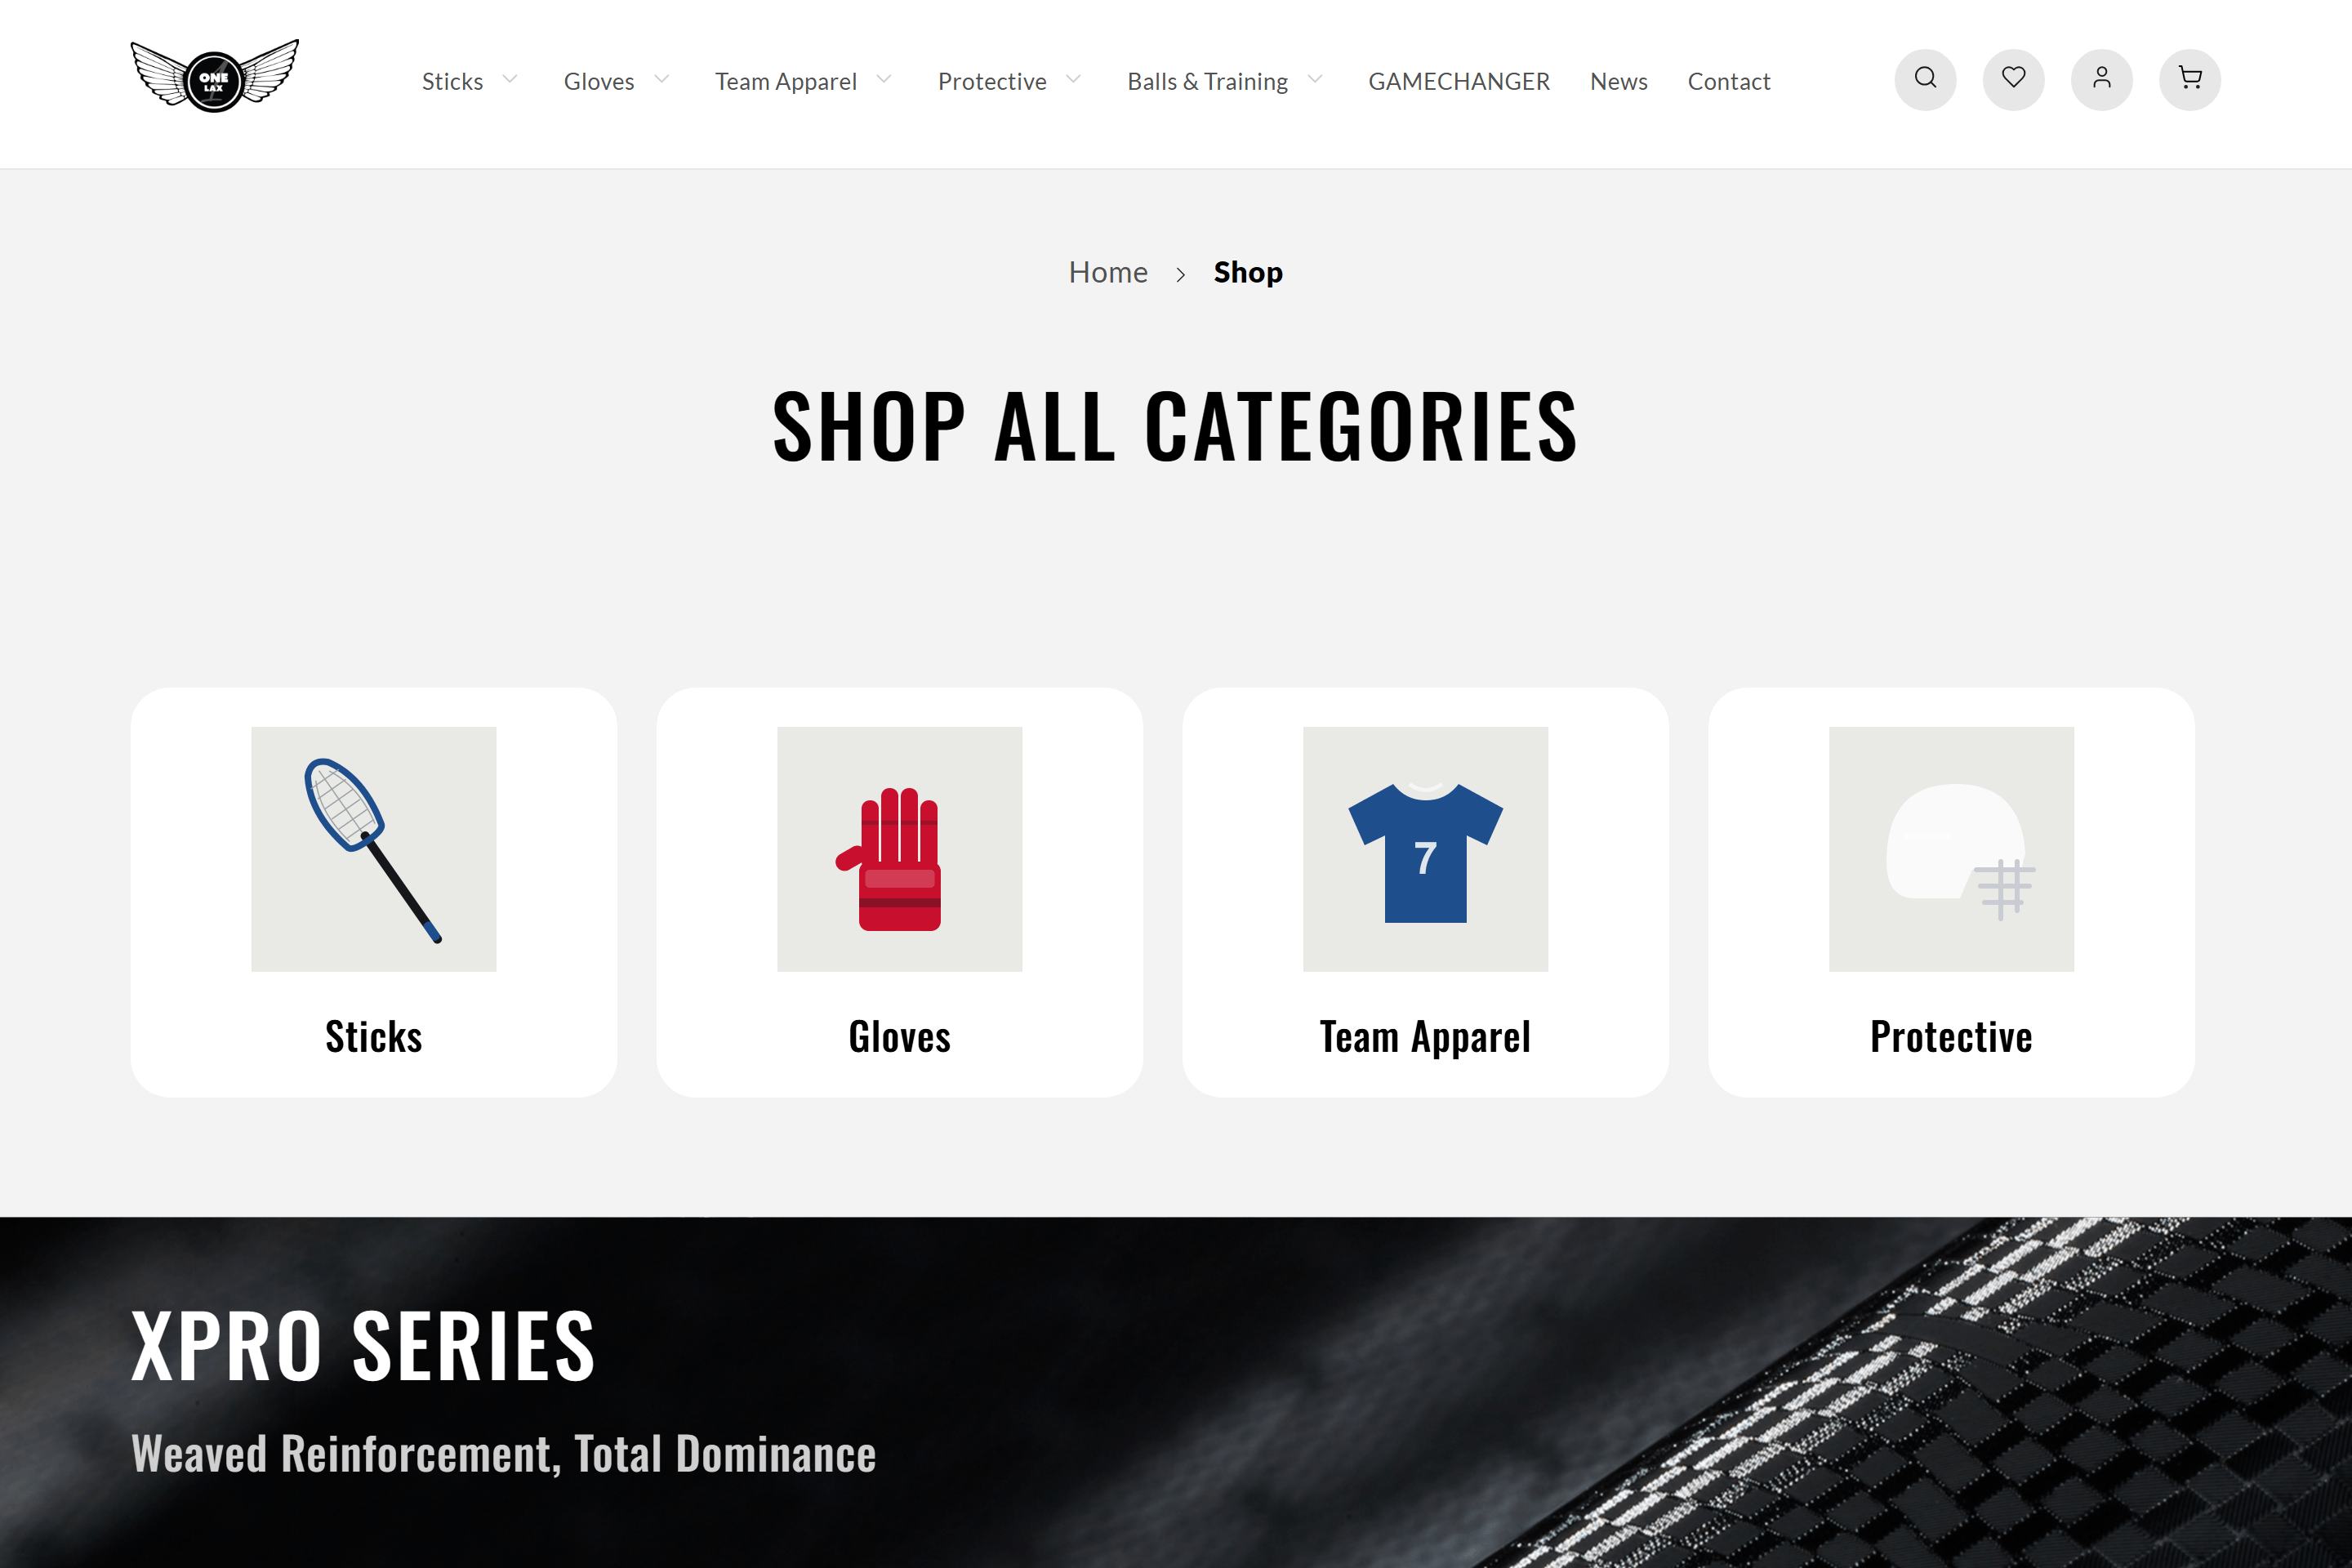 ONE
LAX
Sticks Gloves Team Apparel Protective Balls & Training GAMECHANGER News Contact
Home > Shop
SHOP ALL CATEGORIES
7
Sticks
Gloves
Team Apparel
Protective
XPRO SERIES
Weaved Reinforcement, Total Dominance